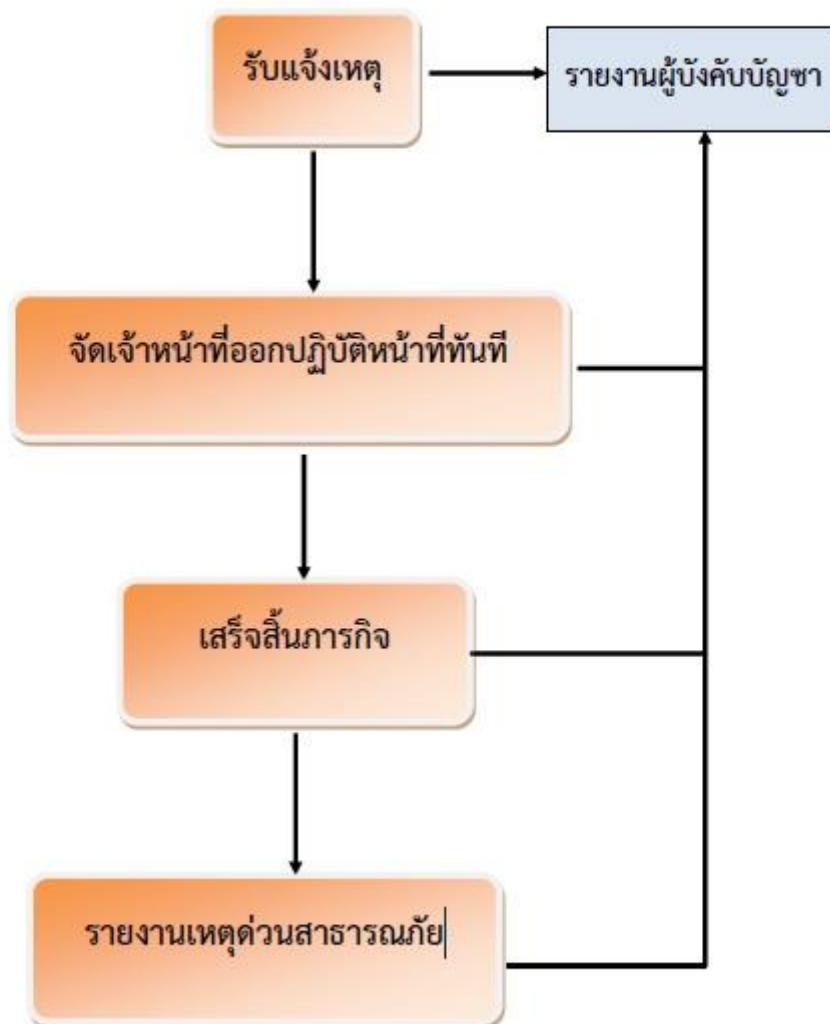 รับแจ้งเหตุ
รายงานผู้บังคับบัญชา
จัดเจ้าหน้าที่ออกปฏิบัติหน้าที่ทันที
เสร็จสิ้นภารกิจ
รายงานเหตุด่วนสาธารณภัย